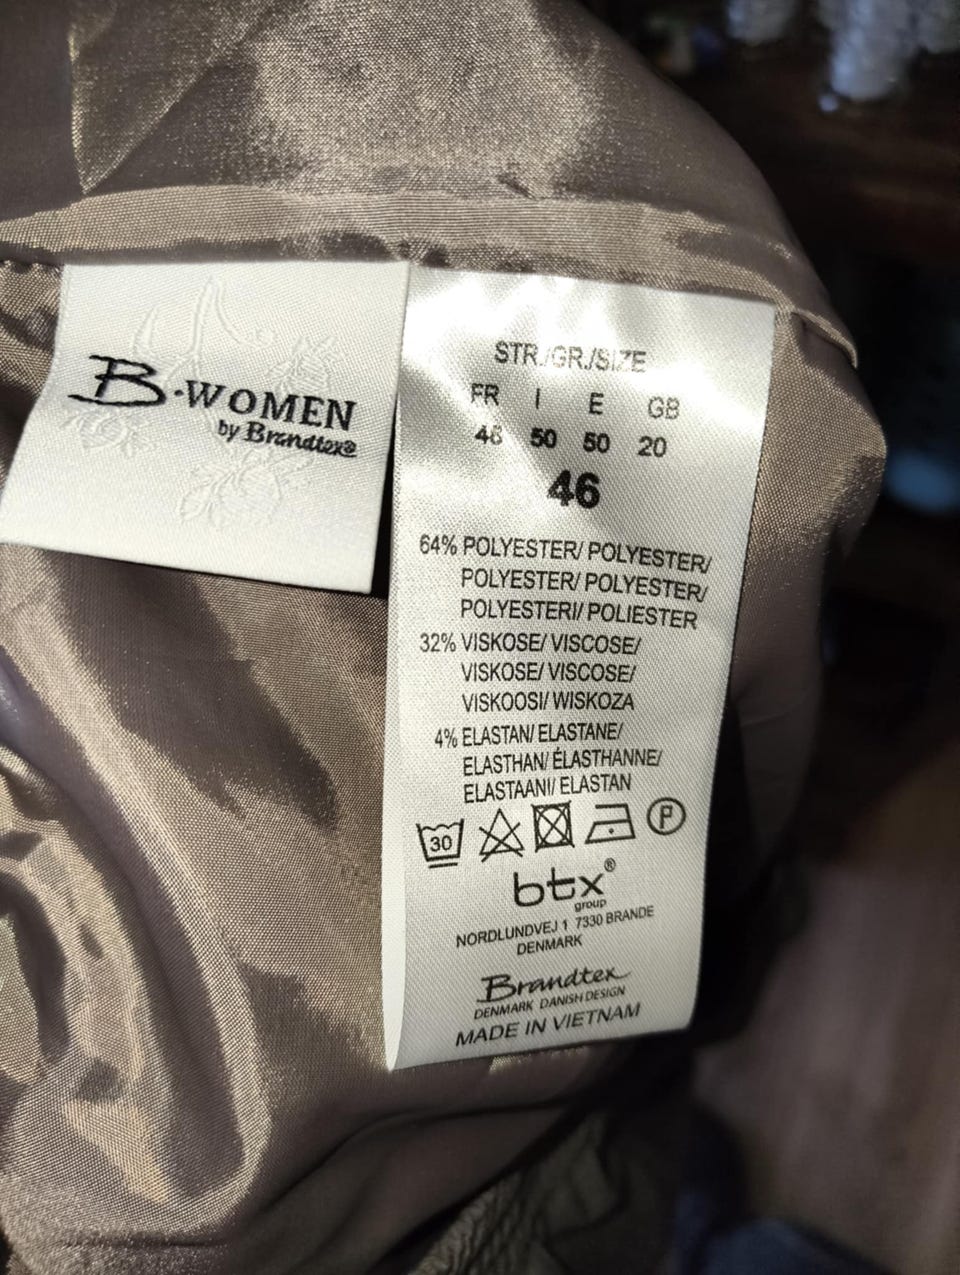 B·WOMEN
by Brandtex®
STR./GR./SIZE
FR I E GB
48 50 50 20
46
64% POLYESTER/ POLYESTER/
POLYESTER/ POLYESTER/
POLYESTERI/ POLIESTER
32% VISKOSE/ VISCOSE/
VISKOSE/ VISCOSE/
VISKOOSI/ WISKOZA
4% ELASTAN/ ELASTANE/
ELASTHAN/ ÉLASTHANNE/
ELASTAANI/ ELASTAN
30 P
btx®
group
NORDLUNDVEJ 1 7330 BRANDE
DENMARK
Brandtex
DENMARK DANISH DESIGN
MADE IN VIETNAM